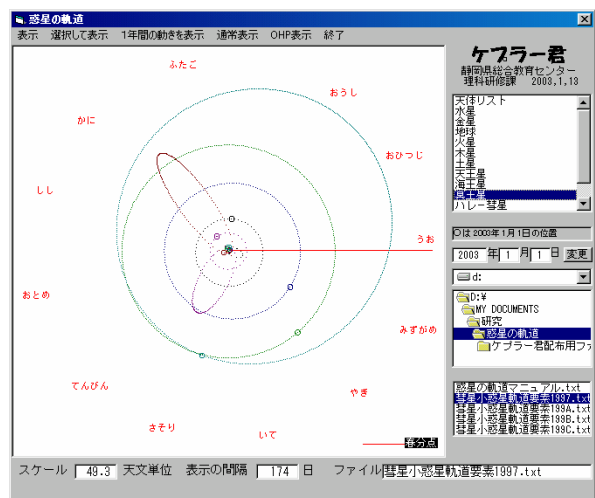 惑星の軌道
表示 選択して表示 1年間の動きを表示 通常表示 OHP表示 終了
ケプラー君
静岡県総合教育センター
理科研修課 2003,1,13
ふたご
おうし
かに
おひつじ
しし
うお
おとめ
みずがめ
てんびん
やぎ
さそり
いて
春分点
天体リスト
水星
金星
地球
火星
木星
土星
天王星
海王星
冥王星
ハレー彗星
○は2003年1月1日の位置
2003 年 1 月 1 日 変更
d:
D:¥
MY DOCUMENTS
研究
惑星の軌道
ケプラー君配布用ファ
惑星の軌道マニュアル.txt
彗星小惑星軌道要素1997.txt
彗星小惑星軌道要素199A.txt
彗星小惑星軌道要素199B.txt
彗星小惑星軌道要素199C.txt
スケール 49.3 天文単位 表示の間隔 174 日 ファイル 彗星小惑星軌道要素1997.txt